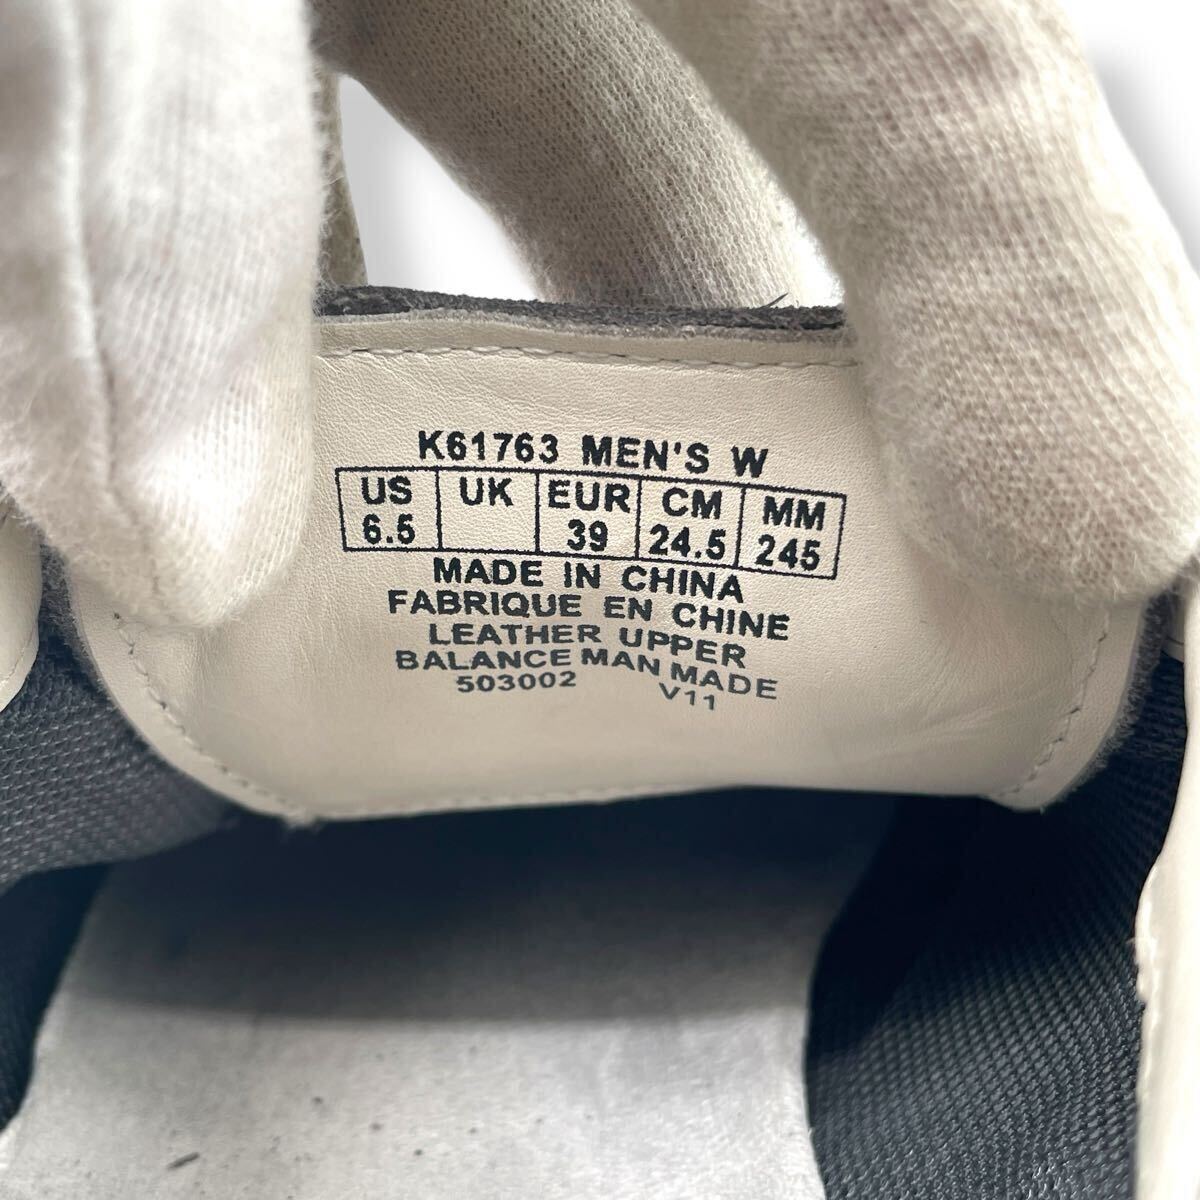 K61763 MEN'S W
US UK EUR CM MM
6.5 39 24.5 245
MADE IN CHINA
FABRIQUE EN CHINE
LEATHER UPPER
BALANCE MAN MADE
503002 V11